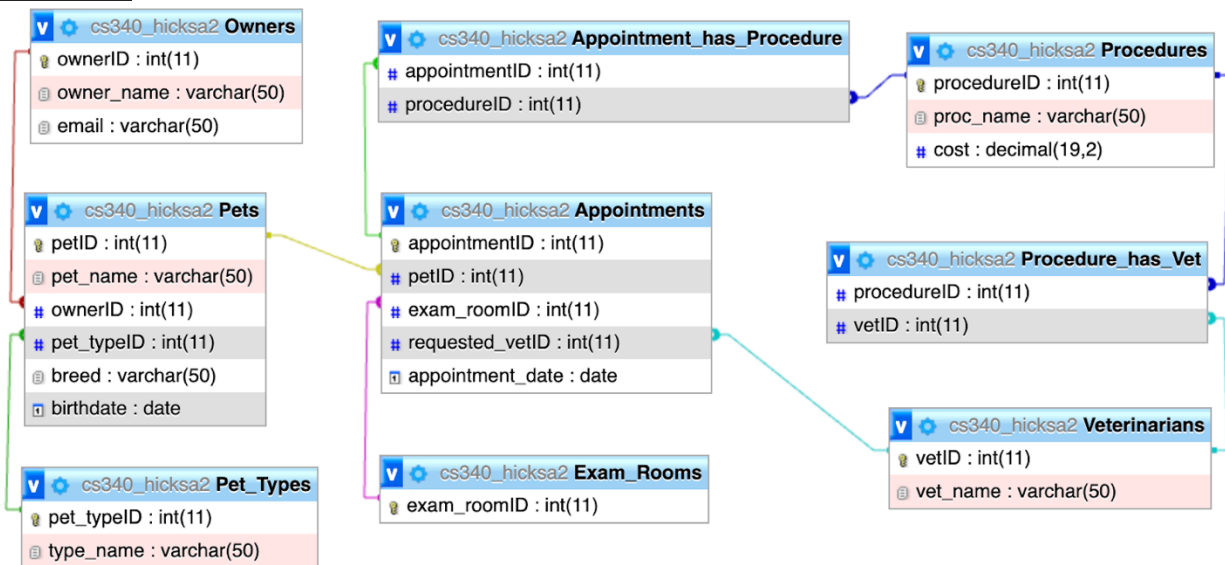 cs340_hicksa2 Owners
ownerID : int(11)
owner_name : varchar(50)
email : varchar(50)
cs340_hicksa2 Appointment_has_Procedure
appointmentID : int(11)
procedureID : int(11)
cs340_hicksa2 Procedures
procedureID : int(11)
proc_name : varchar(50)
cost : decimal(19,2)
cs340_hicksa2 Pets
petID : int(11)
pet_name : varchar(50)
ownerID : int(11)
pet_typeID : int(11)
breed : varchar(50)
birthdate : date
cs340_hicksa2 Appointments
appointmentID : int(11)
petID : int(11)
exam_roomID : int(11)
requested_vetID : int(11)
appointment_date : date
cs340_hicksa2 Procedure_has_Vet
procedureID : int(11)
vetID : int(11)
cs340_hicksa2 Pet_Types
pet_typeID : int(11)
type_name : varchar(50)
cs340_hicksa2 Exam_Rooms
exam_roomID : int(11)
cs340_hicksa2 Veterinarians
vetID : int(11)
vet_name : varchar(50)